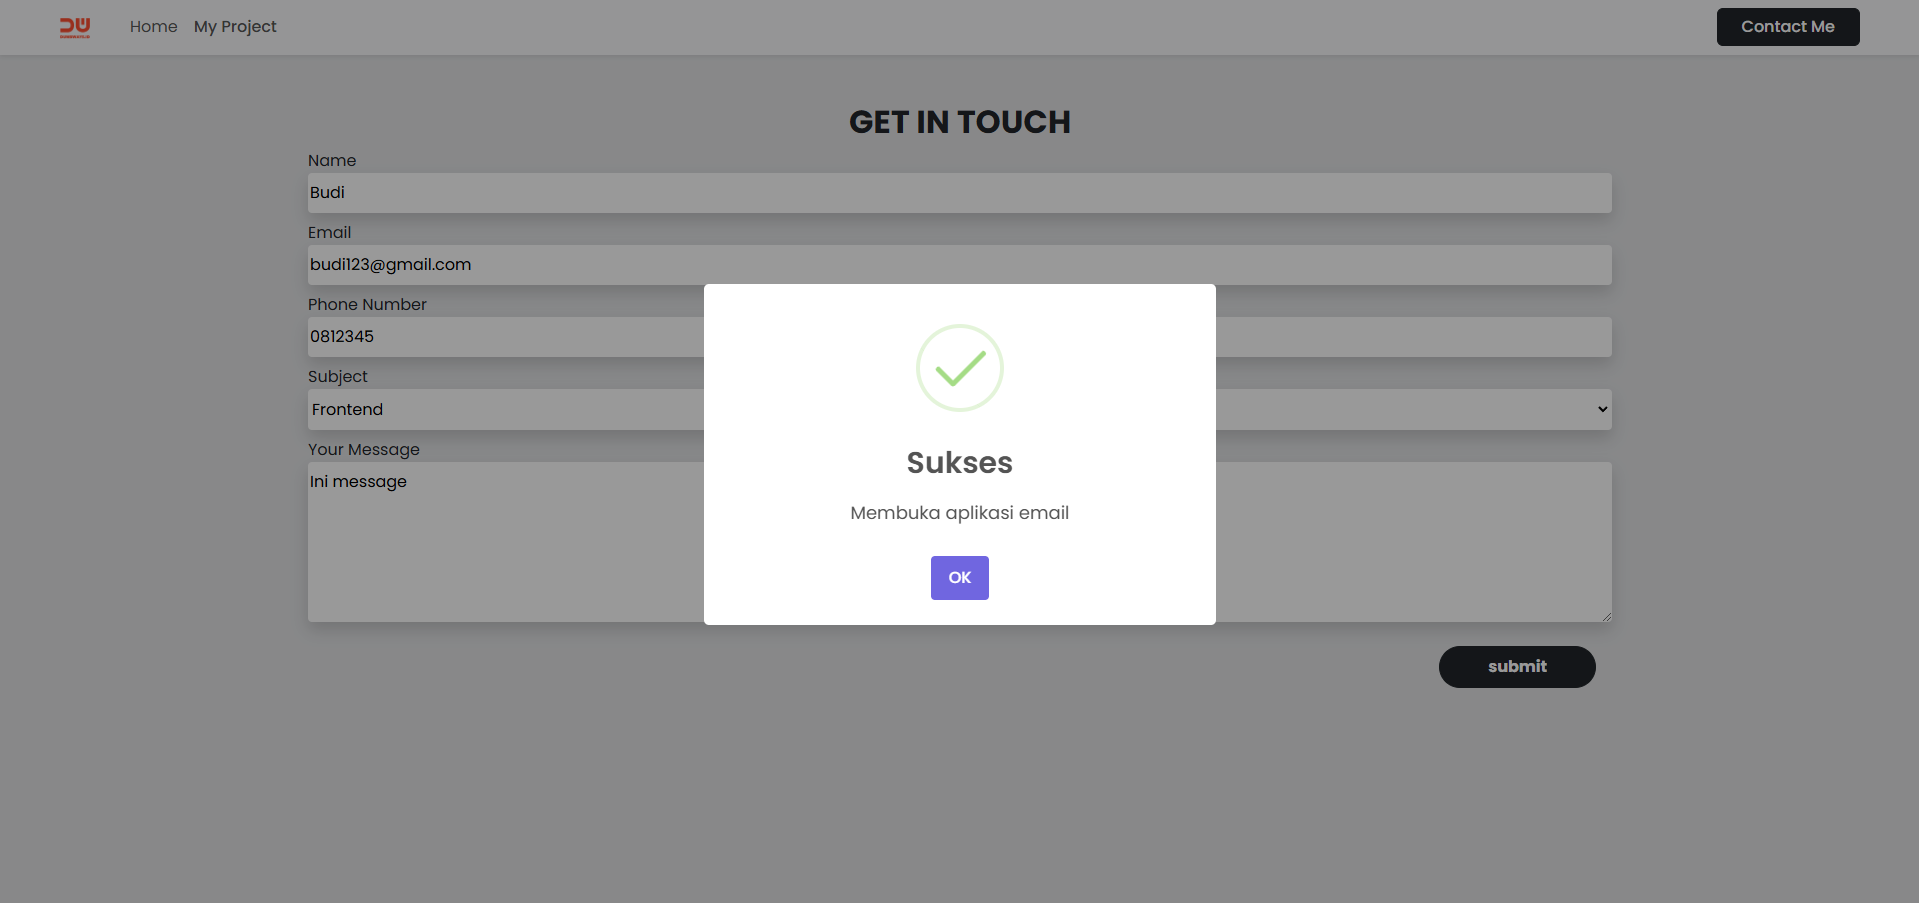 Home
My Project
Contact Me
GET IN TOUCH
Name
Budi
Email
budi123@gmail.com
Phone Number
0812345
Subject
Frontend
Your Message
Ini message
Sukses
Membuka aplikasi email
OK
submit